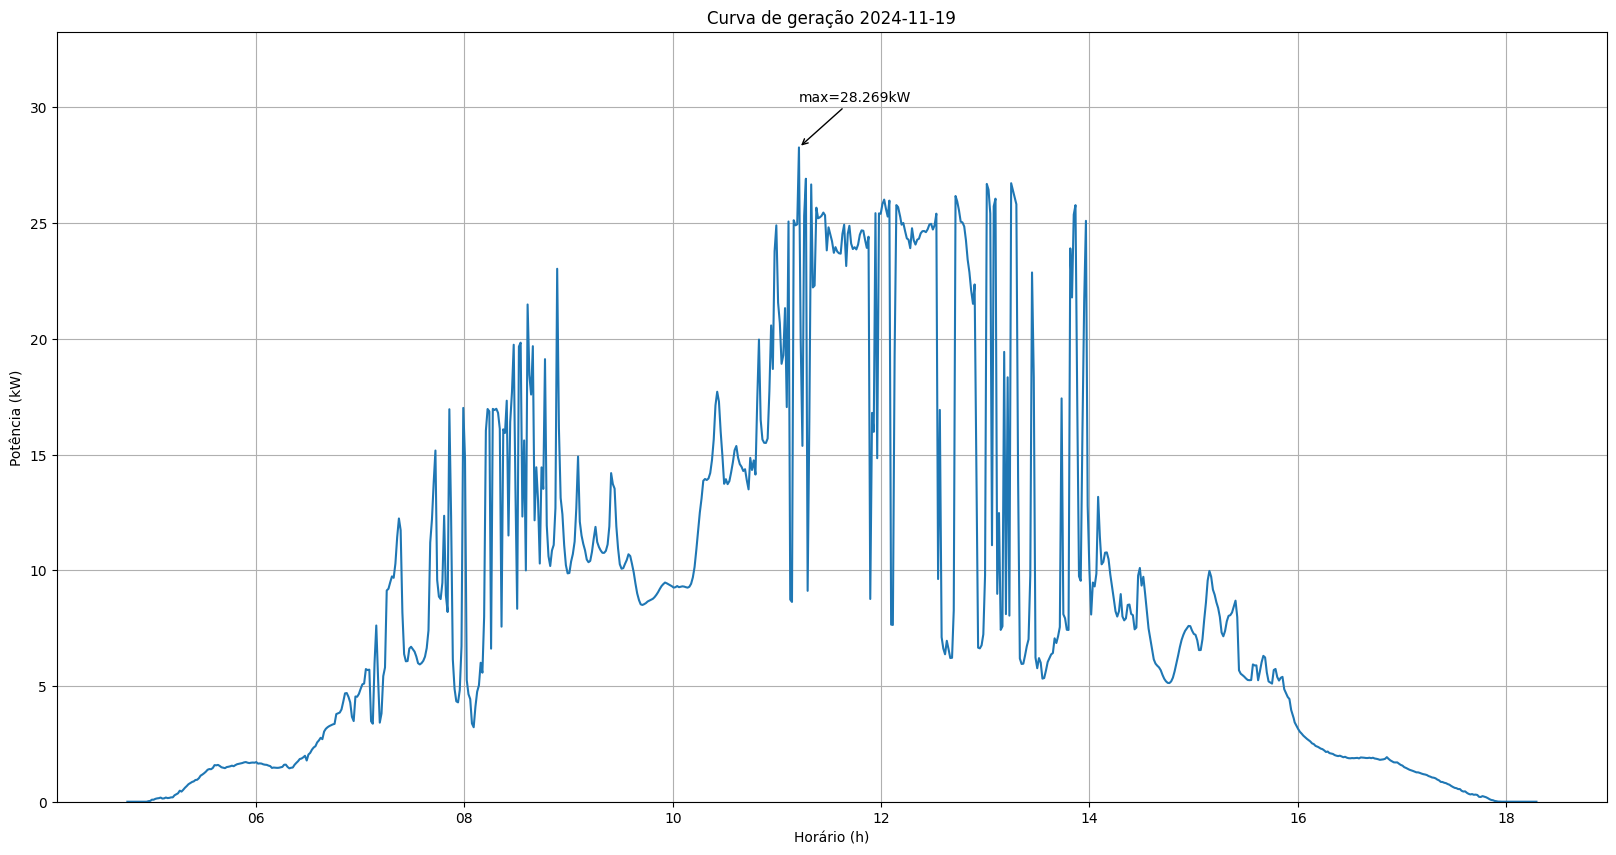 Curva de geração 2024-11-19
max=28.269kW
30
25
20
15
10
5
0
Potência (kW)
06 08 10 12 14 16 18
Horário (h)